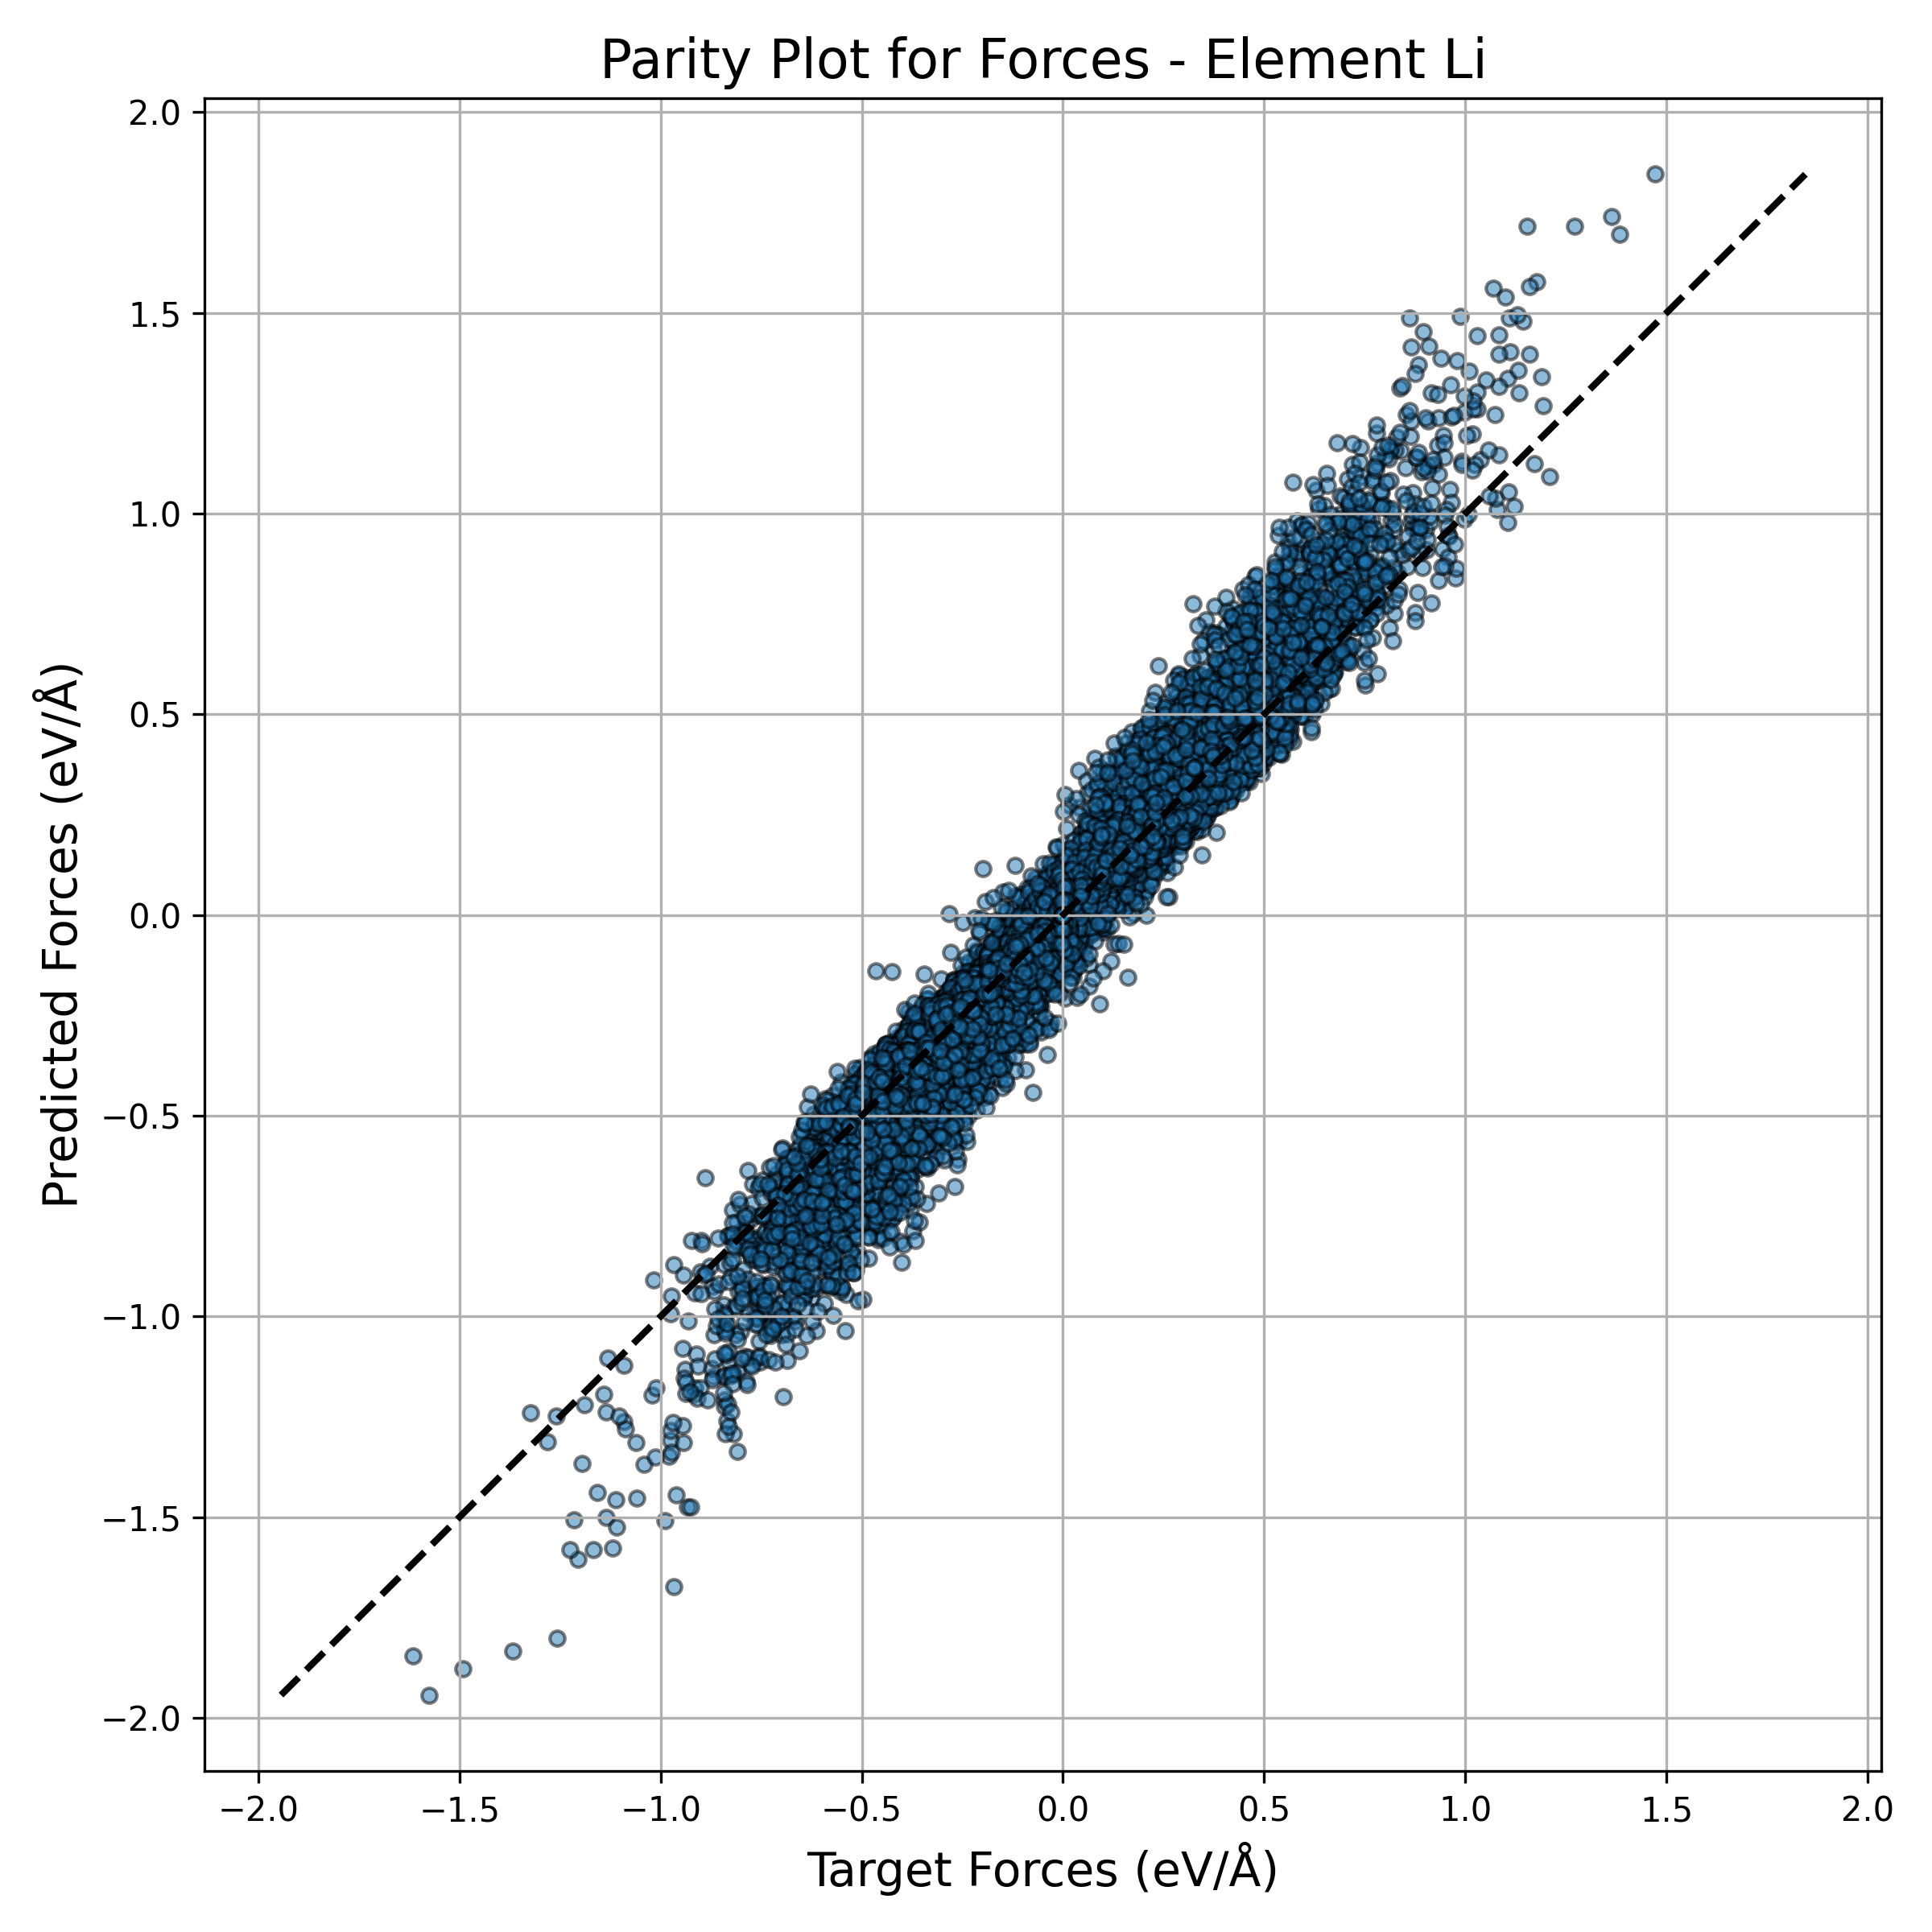 Parity Plot for Forces - Element Li
2.0
1.5
1.0
0.5
0.0
−0.5
−1.0
−1.5
−2.0
Predicted Forces (eV/Å)
−2.0 −1.5 −1.0 −0.5 0.0 0.5 1.0 1.5 2.0
Target Forces (eV/Å)